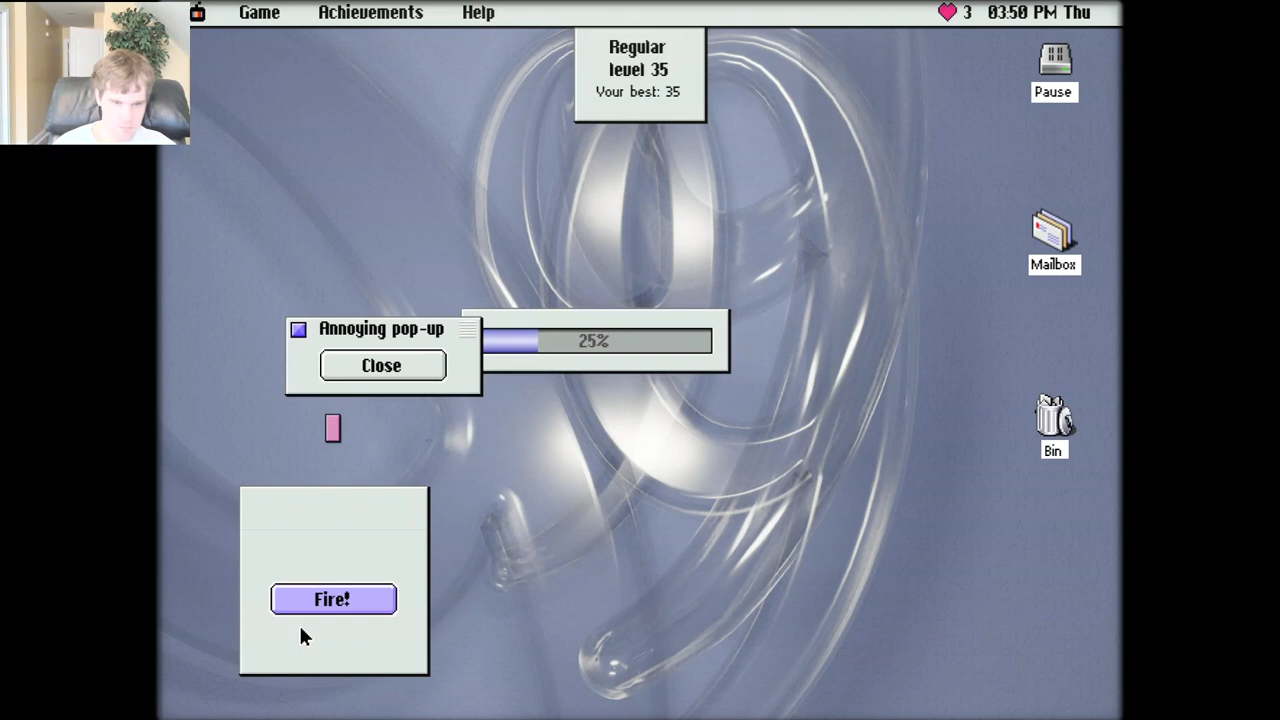 Game Achievements Help 3 03:50 PM Thu
Regular
level 35
Your best: 35
Pause
Mailbox
Annoying pop-up
Close
25%
Bin
Fire!